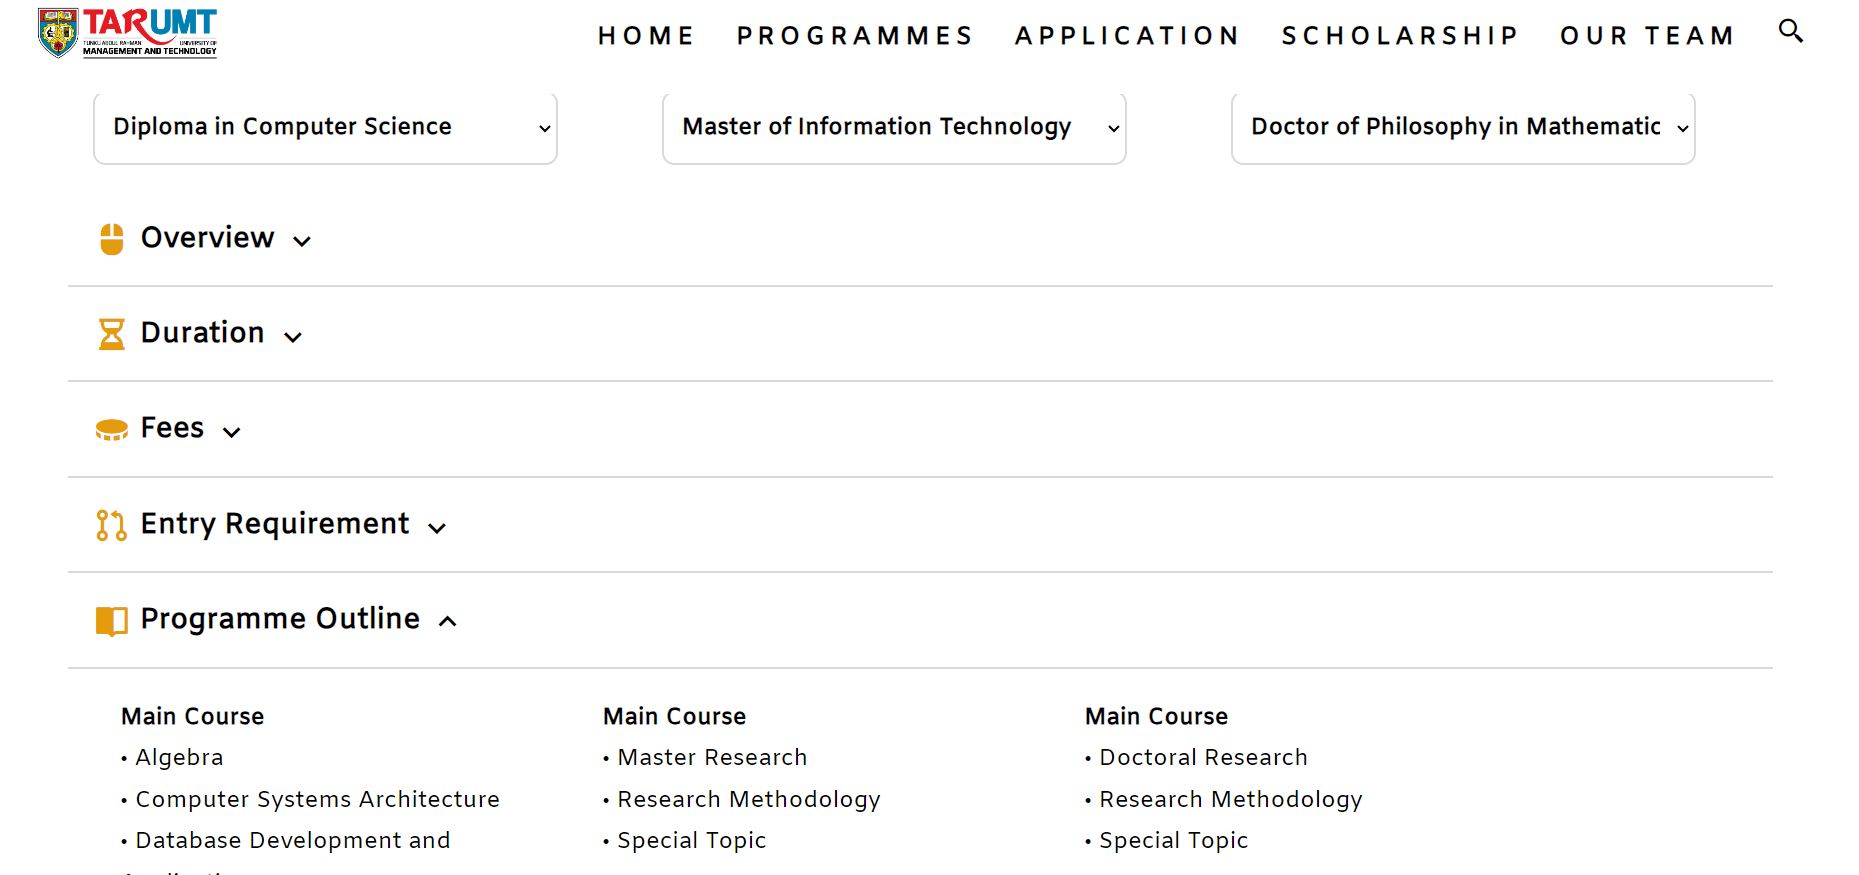 TARUMT
TUNKU ABDUL RAHMAN UNIVERSITY OF
MANAGEMENT AND TECHNOLOGY
HOME PROGRAMMES APPLICATION SCHOLARSHIP OUR TEAM
Diploma in Computer Science Master of Information Technology Doctor of Philosophy in Mathematic
Overview
Duration
Fees
Entry Requirement
Programme Outline
Main Course Main Course Main Course
• Algebra • Master Research • Doctoral Research
• Computer Systems Architecture • Research Methodology • Research Methodology
• Database Development and • Special Topic • Special Topic